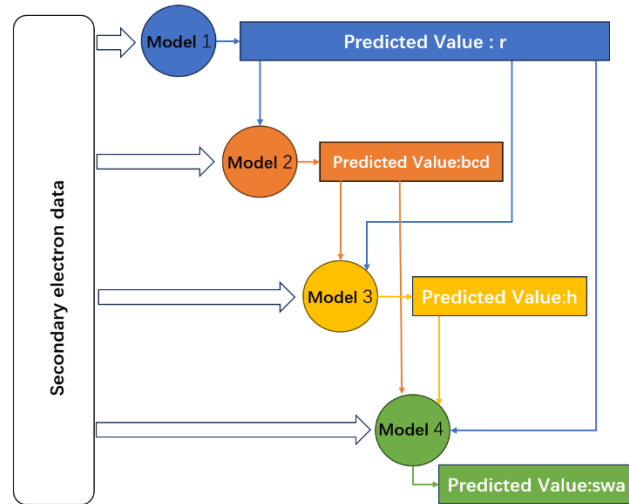 Secondary electron data
Model 1
Predicted Value : r
Model 2
Predicted Value:bcd
Model 3
Predicted Value:h
Model 4
Predicted Value:swa